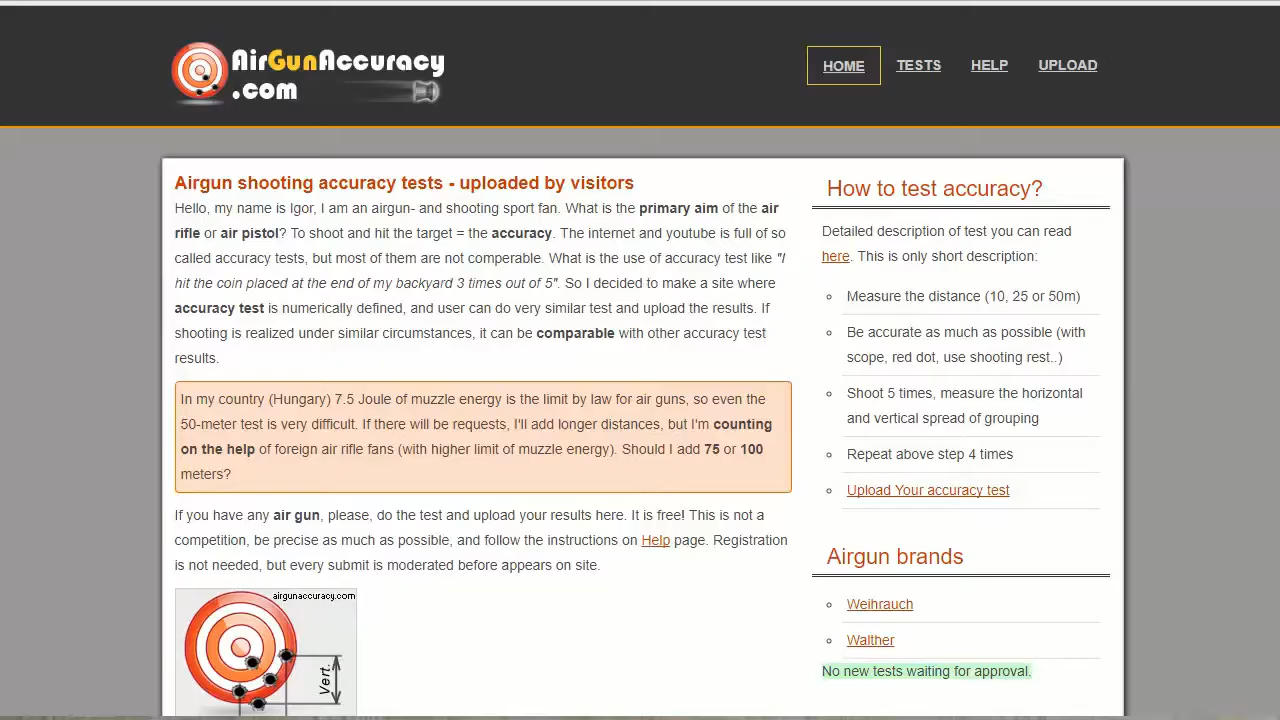 AirGunAccuracy
.com
HOME TESTS HELP UPLOAD
Airgun shooting accuracy tests - uploaded by visitors
Hello, my name is Igor, I am an airgun- and shooting sport fan. What is the primary aim of the air
rifle or air pistol? To shoot and hit the target = the accuracy. The internet and youtube is full of so
called accuracy tests, but most of them are not comperable. What is the use of accuracy test like "I
hit the coin placed at the end of my backyard 3 times out of 5". So I decided to make a site where
accuracy test is numerically defined, and user can do very similar test and upload the results. If
shooting is realized under similar circumstances, it can be comparable with other accuracy test
results.
In my country (Hungary) 7.5 Joule of muzzle energy is the limit by law for air guns, so even the
50-meter test is very difficult. If there will be requests, I'll add longer distances, but I'm counting
on the help of foreign air rifle fans (with higher limit of muzzle energy). Should I add 75 or 100
meters?
If you have any air gun, please, do the test and upload your results here. It is free! This is not a
competition, be precise as much as possible, and follow the instructions on Help page. Registration
is not needed, but every submit is moderated before appears on site.
airgunaccuracy.com
Vert.
How to test accuracy?
Detailed description of test you can read
here. This is only short description:
Measure the distance (10, 25 or 50m)
Be accurate as much as possible (with
scope, red dot, use shooting rest..)
Shoot 5 times, measure the horizontal
and vertical spread of grouping
Repeat above step 4 times
Upload Your accuracy test
Airgun brands
Weihrauch
Walther
No new tests waiting for approval.